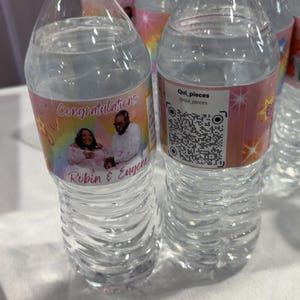 Congratulations
Robin & Eugene
Qui_pieces
@qui_pieces